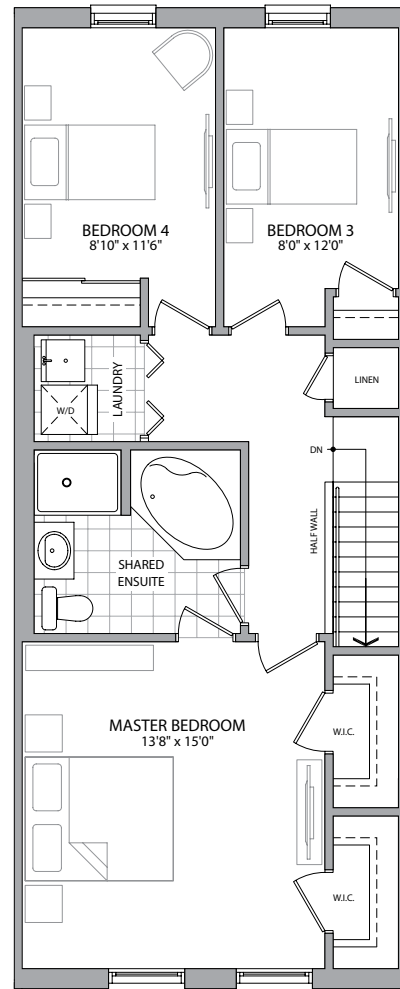 BEDROOM 4
8'10" x 11'6"
BEDROOM 3
8'0" x 12'0"
LAUNDRY
W/D
LINEN
DN
HALF WALL
SHARED
ENSUITE
MASTER BEDROOM
13'8" x 15'0"
W.I.C.
W.I.C.